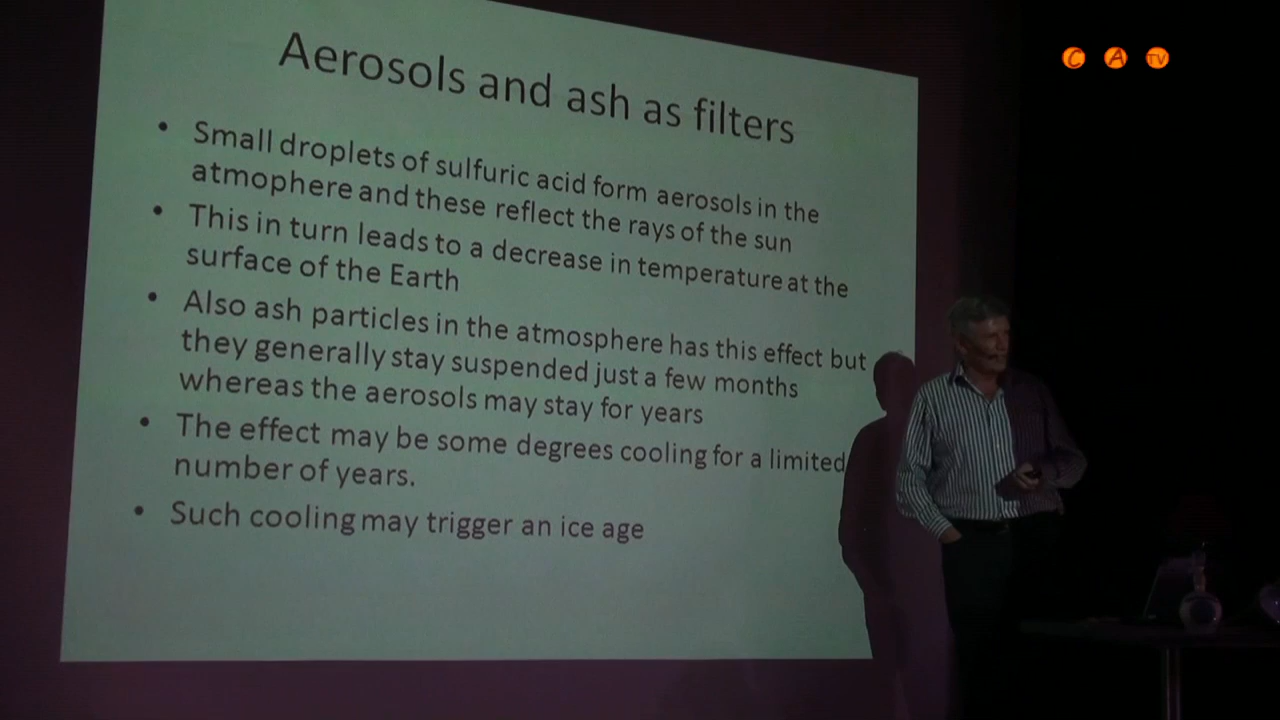 C A TV
Aerosols and ash as filters
• Small droplets of sulfuric acid form aerosols in the
atmophere and these reflect the rays of the sun
• This in turn leads to a decrease in temperature at the
surface of the Earth
• Also ash particles in the atmosphere has this effect but
they generally stay suspended just a few months
whereas the aerosols may stay for years
• The effect may be some degrees cooling for a limited
number of years.
• Such cooling may trigger an ice age